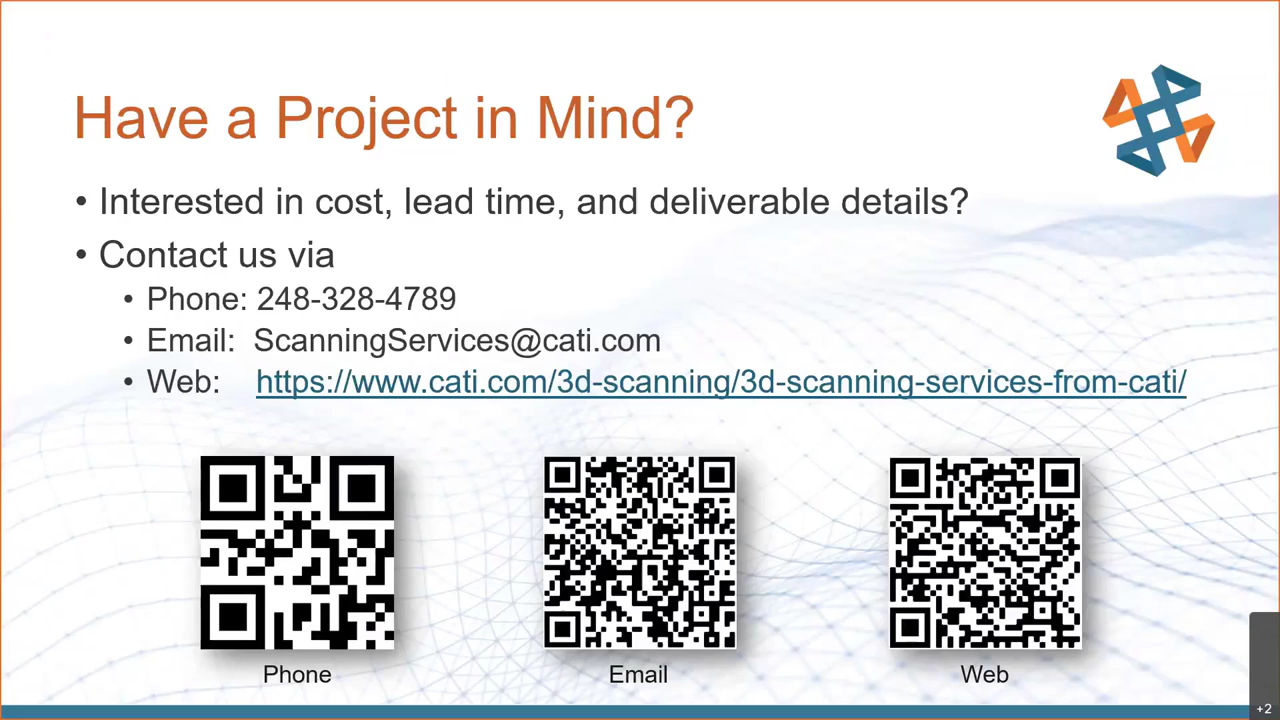 Have a Project in Mind?
• Interested in cost, lead time, and deliverable details?
• Contact us via
• Phone: 248-328-4789
• Email: ScanningServices@cati.com
• Web: https://www.cati.com/3d-scanning/3d-scanning-services-from-cati/
Phone Email Web
+2